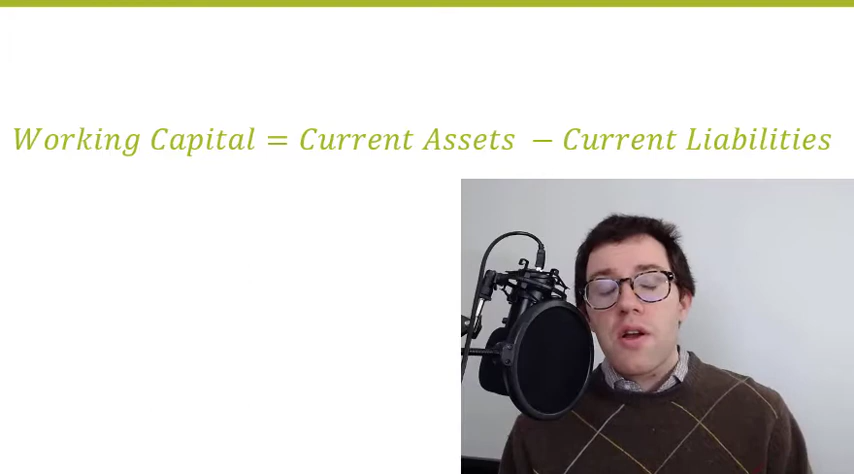 Working Capital = Current Assets − Current Liabilities